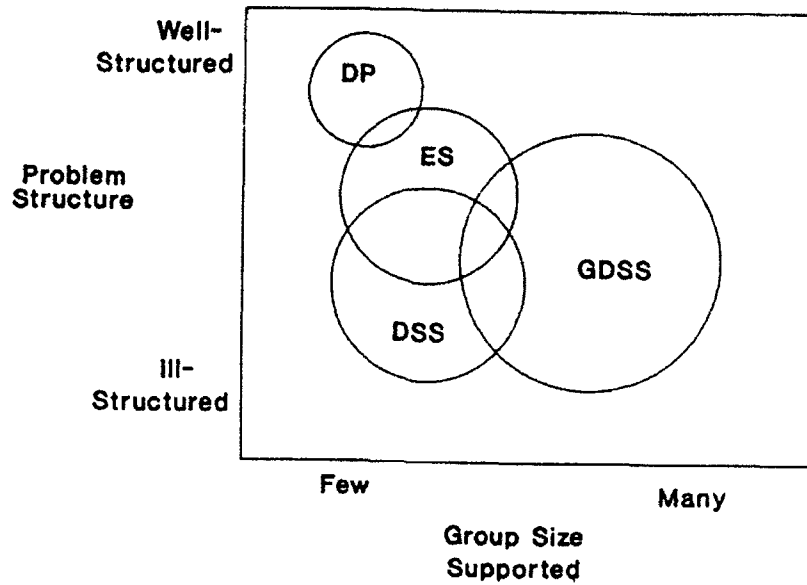 Well-
Structured
DP
ES
Problem
Structure
GDSS
DSS
Ill-
Structured
Few
Many
Group Size
Supported